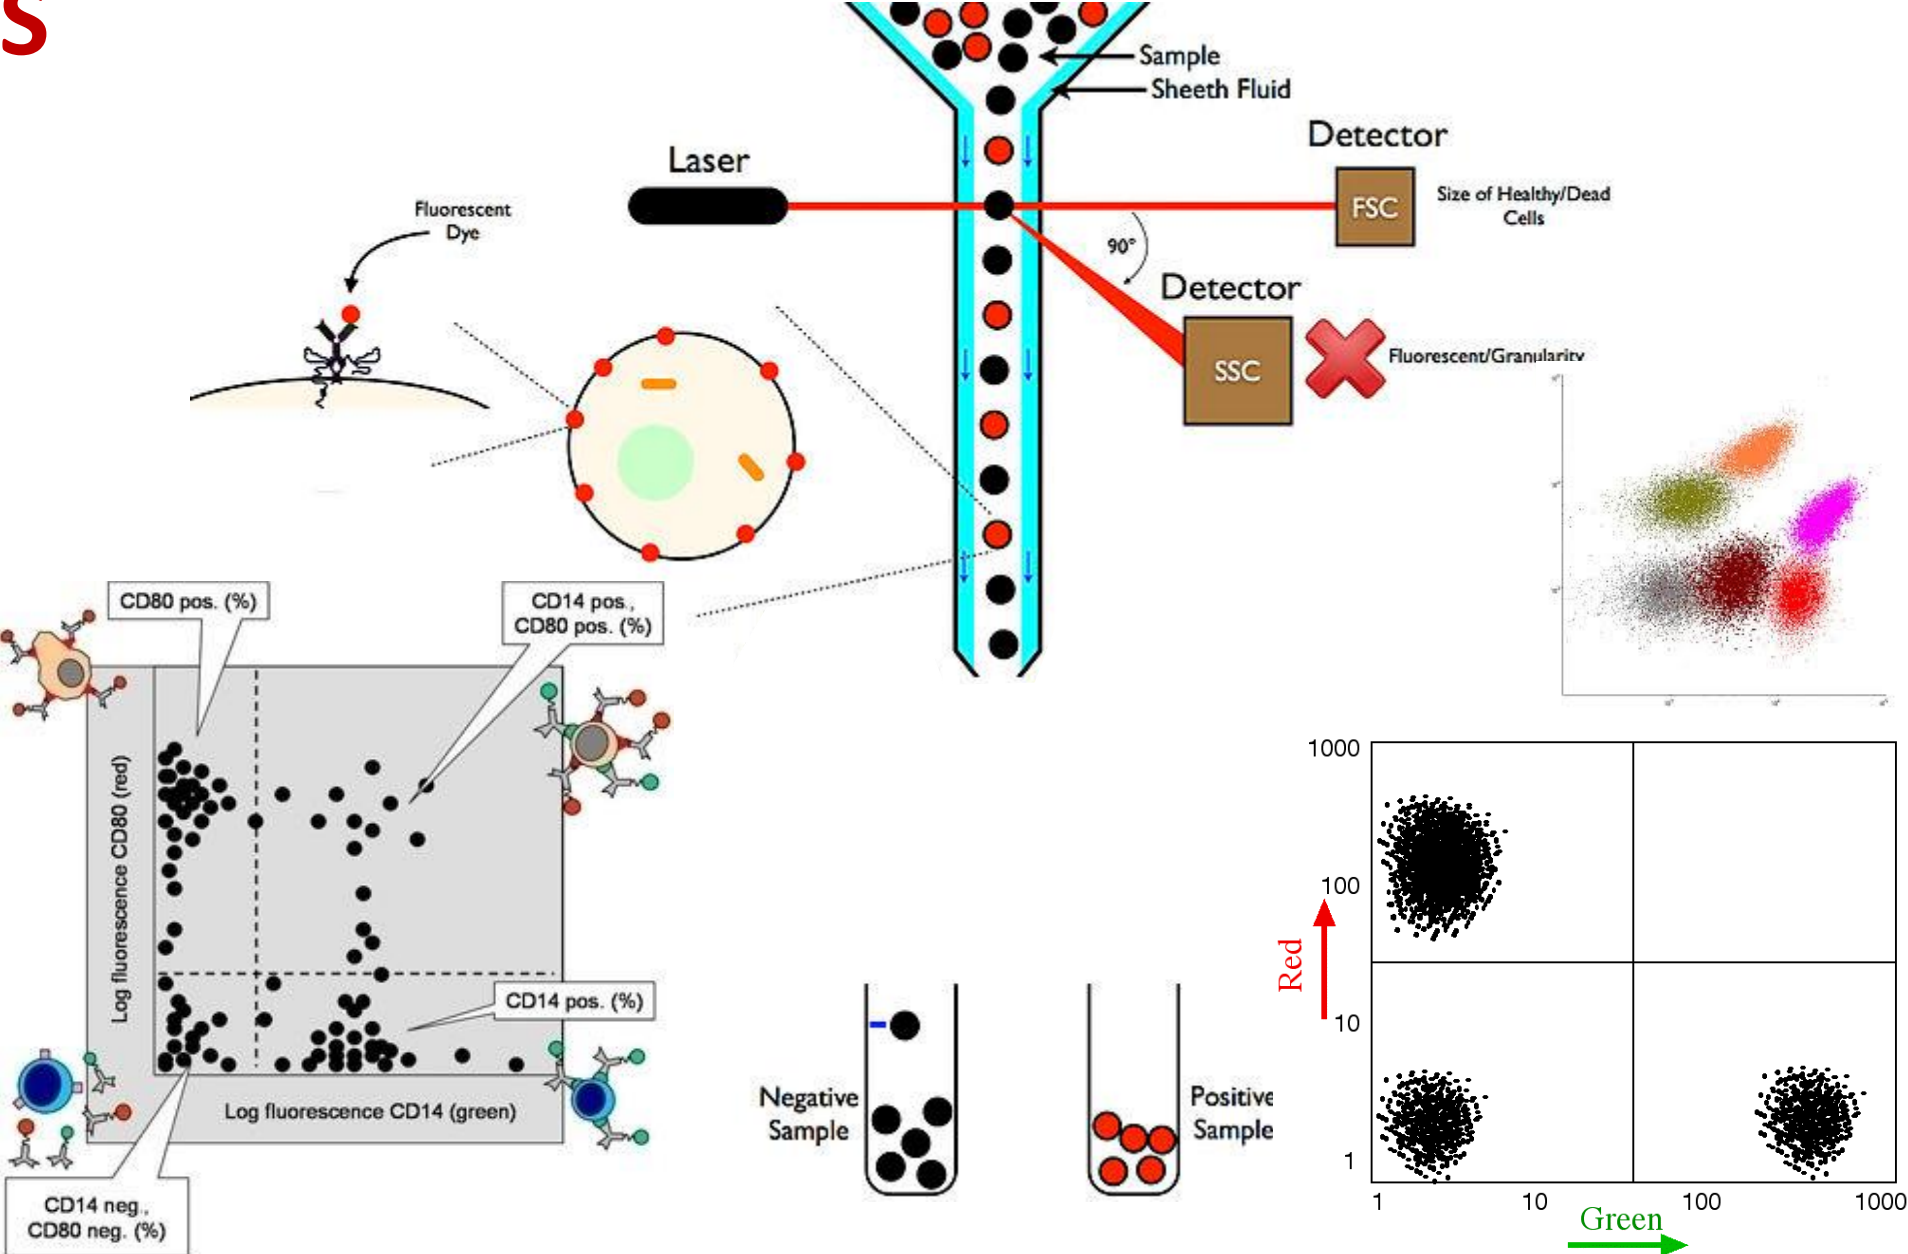 S
Sample
Sheeth Fluid
Detector
Laser
FSC
Size of Healthy/Dead
Cells
Fluorescent
Dye
90°
Detector
SSC
Fluorescent/Granularity
CD80 pos. (%)
CD14 pos.,
CD80 pos. (%)
Log fluorescence CD80 (red)
CD14 pos. (%)
Log fluorescence CD14 (green)
CD14 neg.,
CD80 neg. (%)
Negative
Sample
Positive
Sample
1000
100
Red
10
1
1 10 100 1000
Green